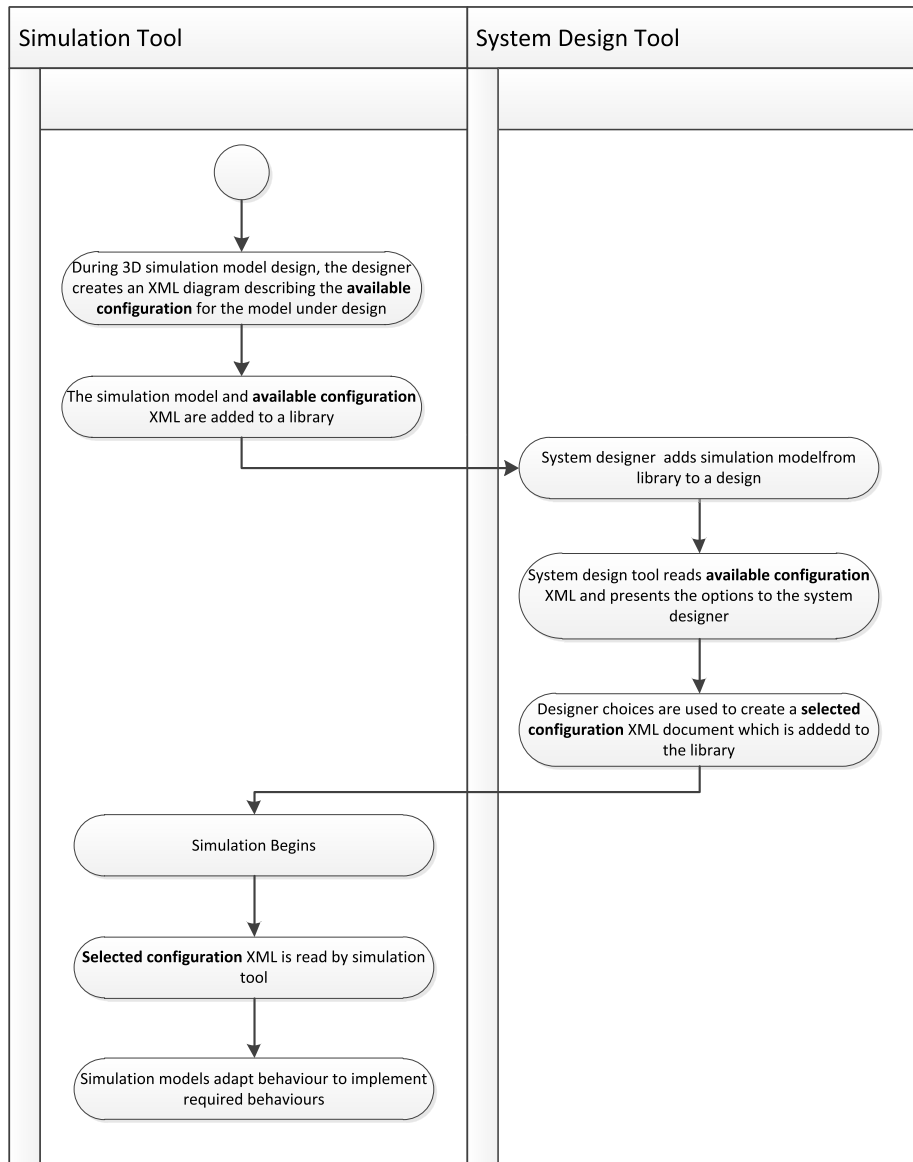 Simulation Tool
System Design Tool
During 3D simulation model design, the designer
creates an XML diagram describing the available
configuration for the model under design
The simulation model and available configuration
XML are added to a library
System designer  adds simulation modelfrom
library to a design
System design tool reads available configuration
XML and presents the options to the system
designer
Designer choices are used to create a selected
configuration XML document which is addedd to
the library
Simulation Begins
Selected configuration XML is read by simulation
tool
Simulation models adapt behaviour to implement
required behaviours